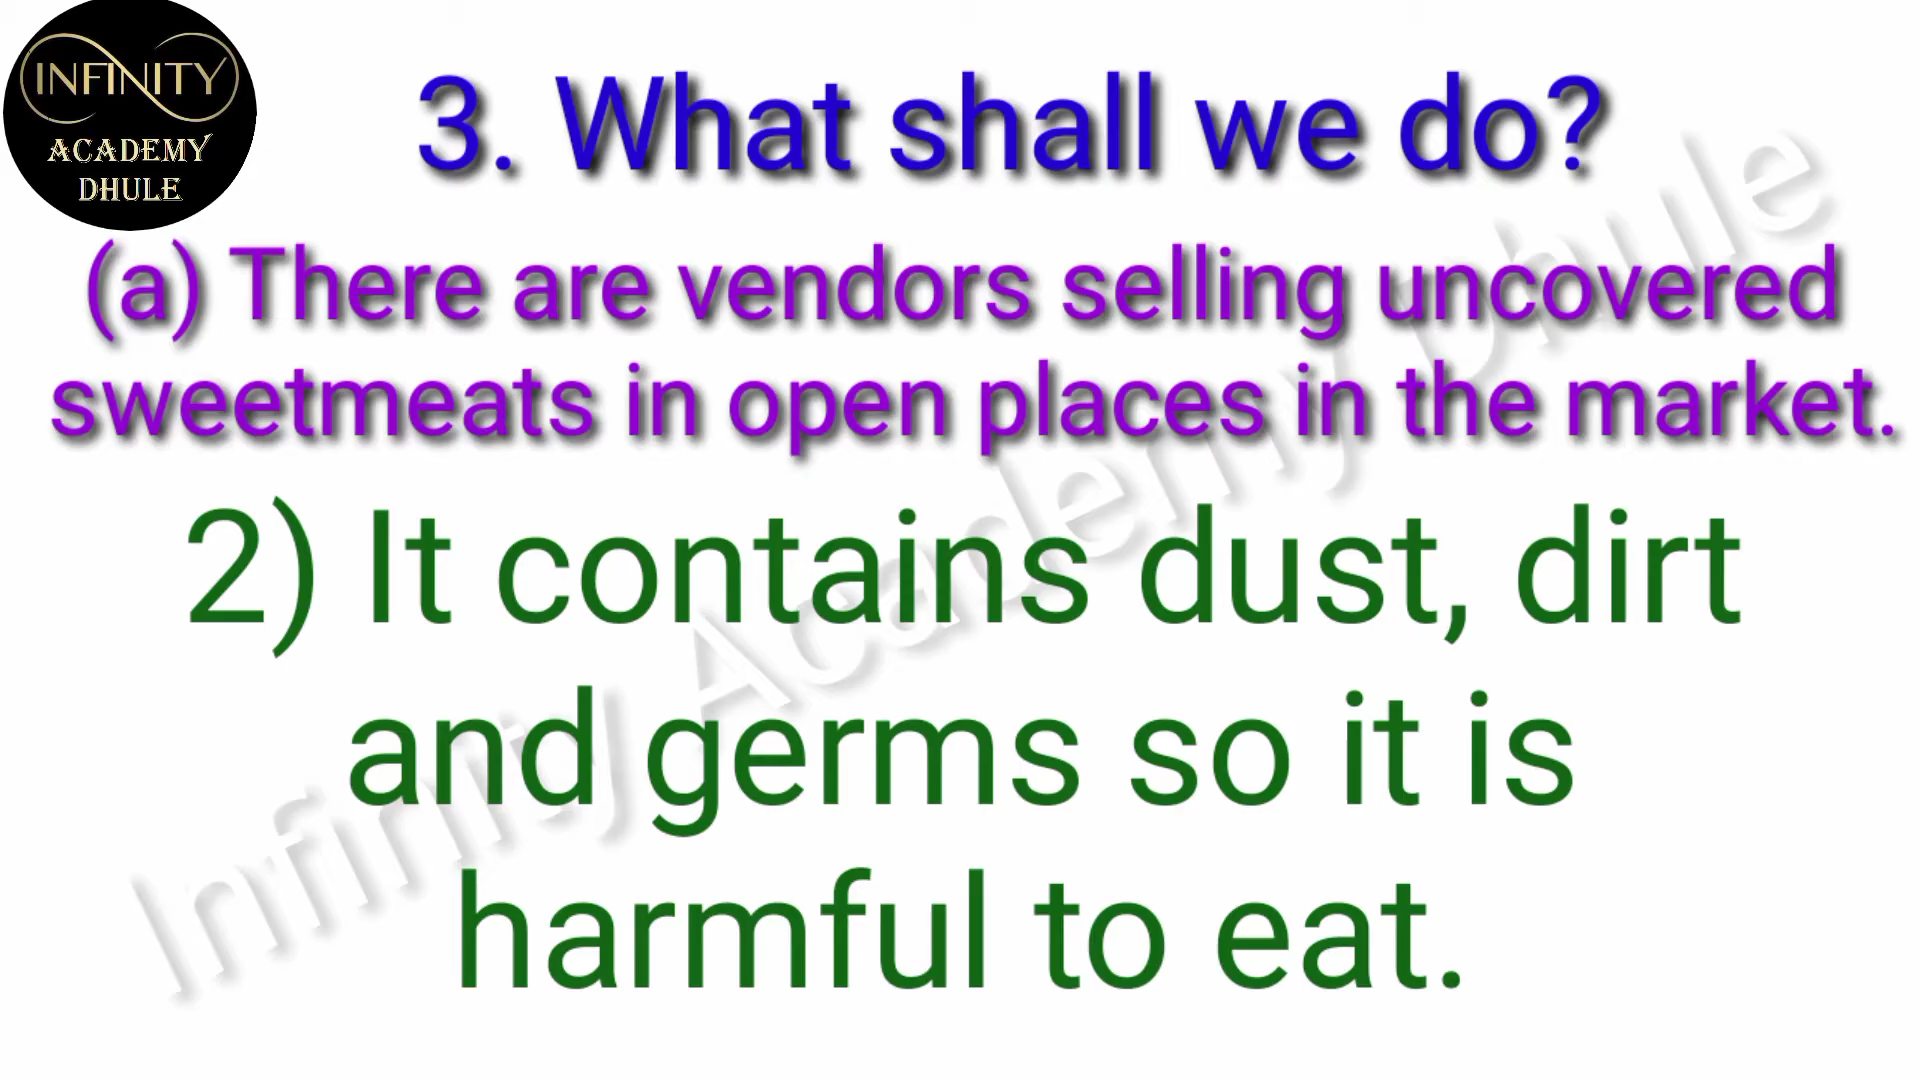 INFINITY
ACADEMY
DHULE
3. What shall we do?
(a) There are vendors selling uncovered
sweetmeats in open places in the market.
2) It contains dust, dirt
and germs so it is
harmful to eat.
Infinity Academy Dhule